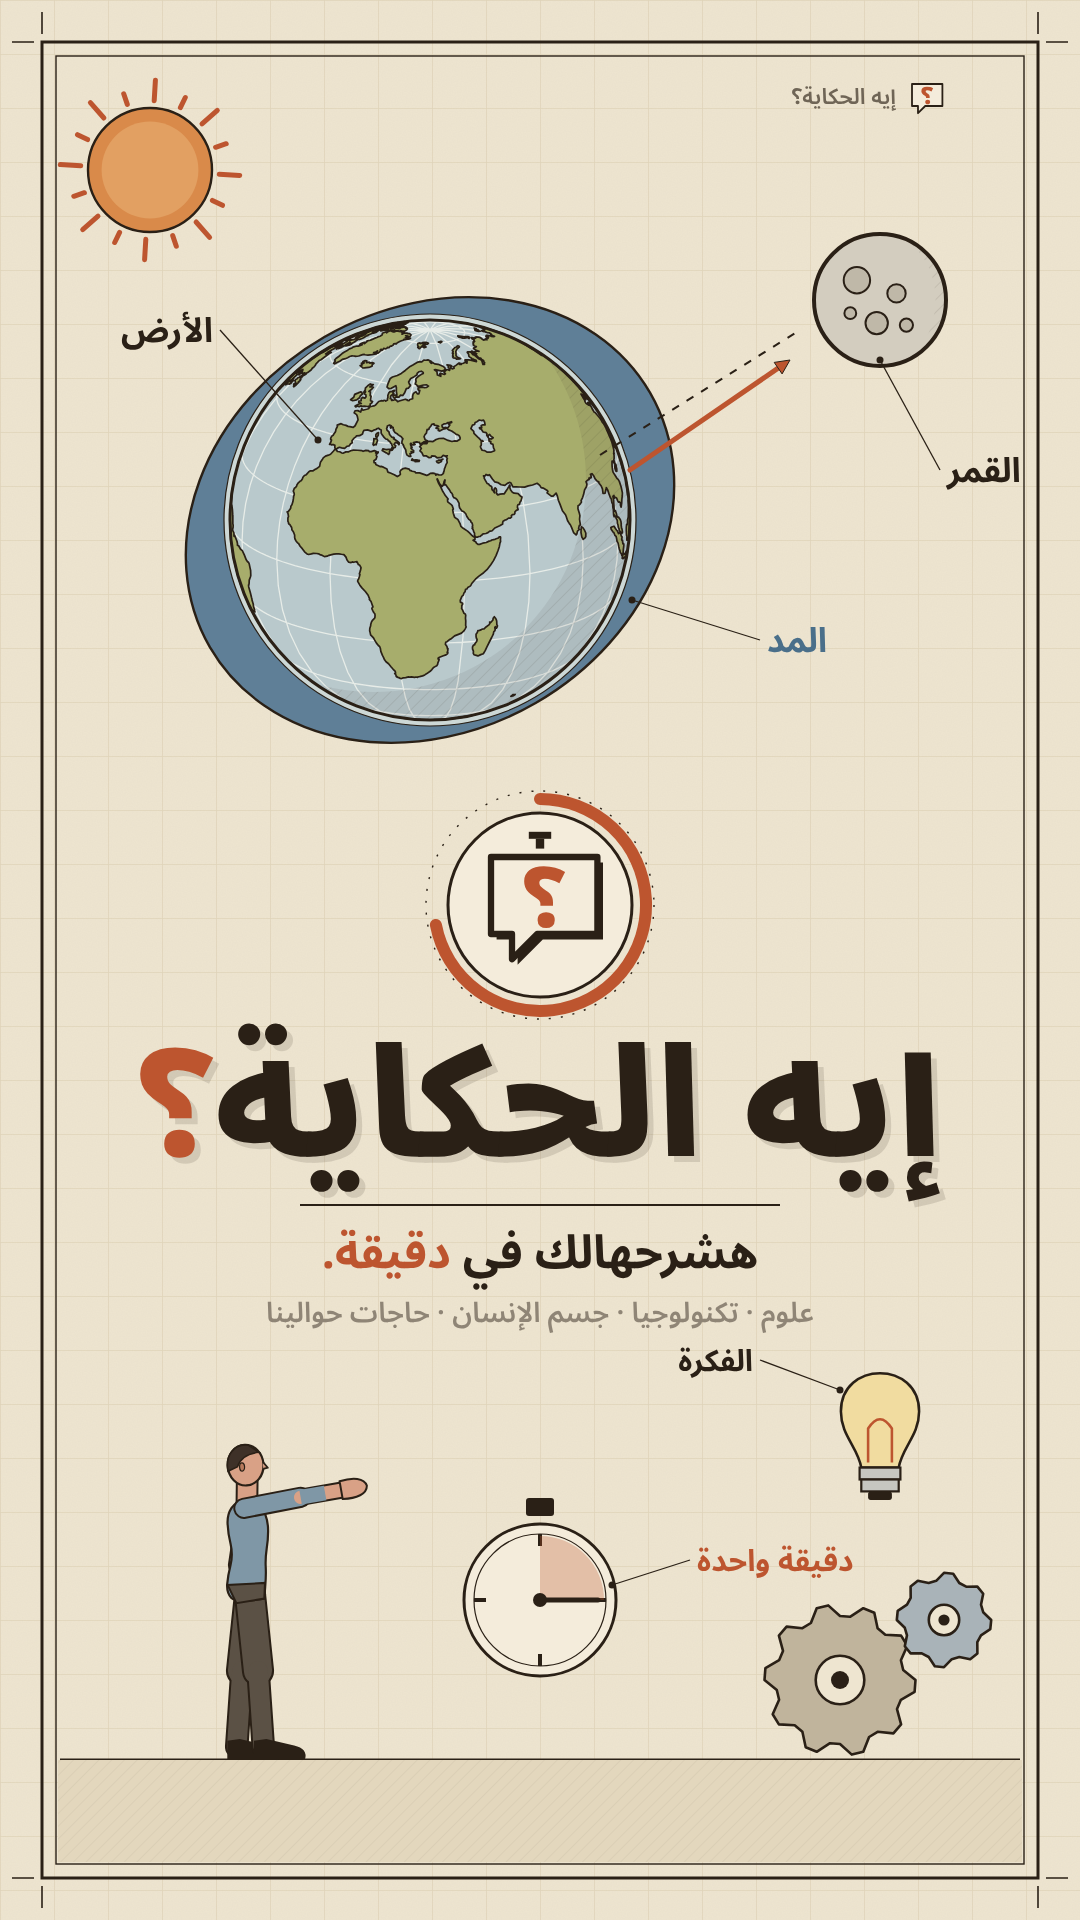 إيه الحكاية؟
؟
الأرض
القمر
المد
؟
إيه الحكاية؟
هشرحهالك في دقيقة.
علوم · تكنولوجيا · جسم الإنسان · حاجات حوالينا
الفكرة
دقيقة واحدة